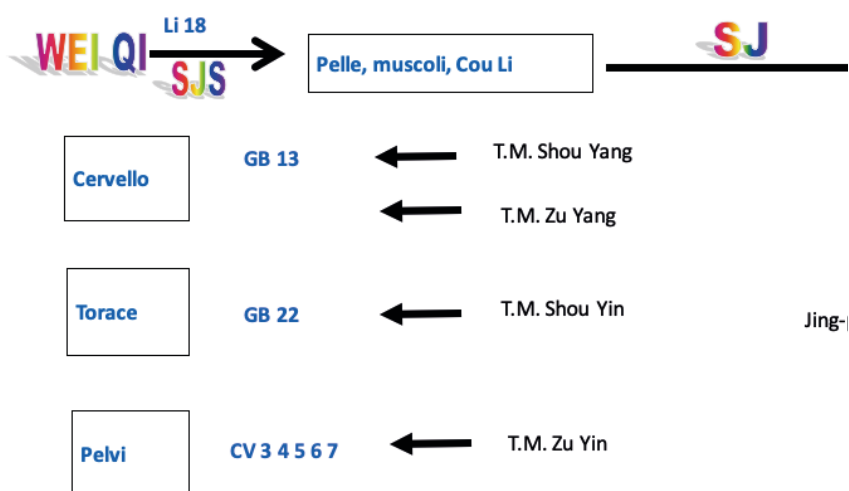 Li 18
WEI QI
SJS
Pelle, muscoli, Cou Li
SJ
Cervello
GB 13
T.M. Shou Yang
T.M. Zu Yang
Torace
GB 22
T.M. Shou Yin
Jing-
Pelvi
CV 3 4 5 6 7
T.M. Zu Yin